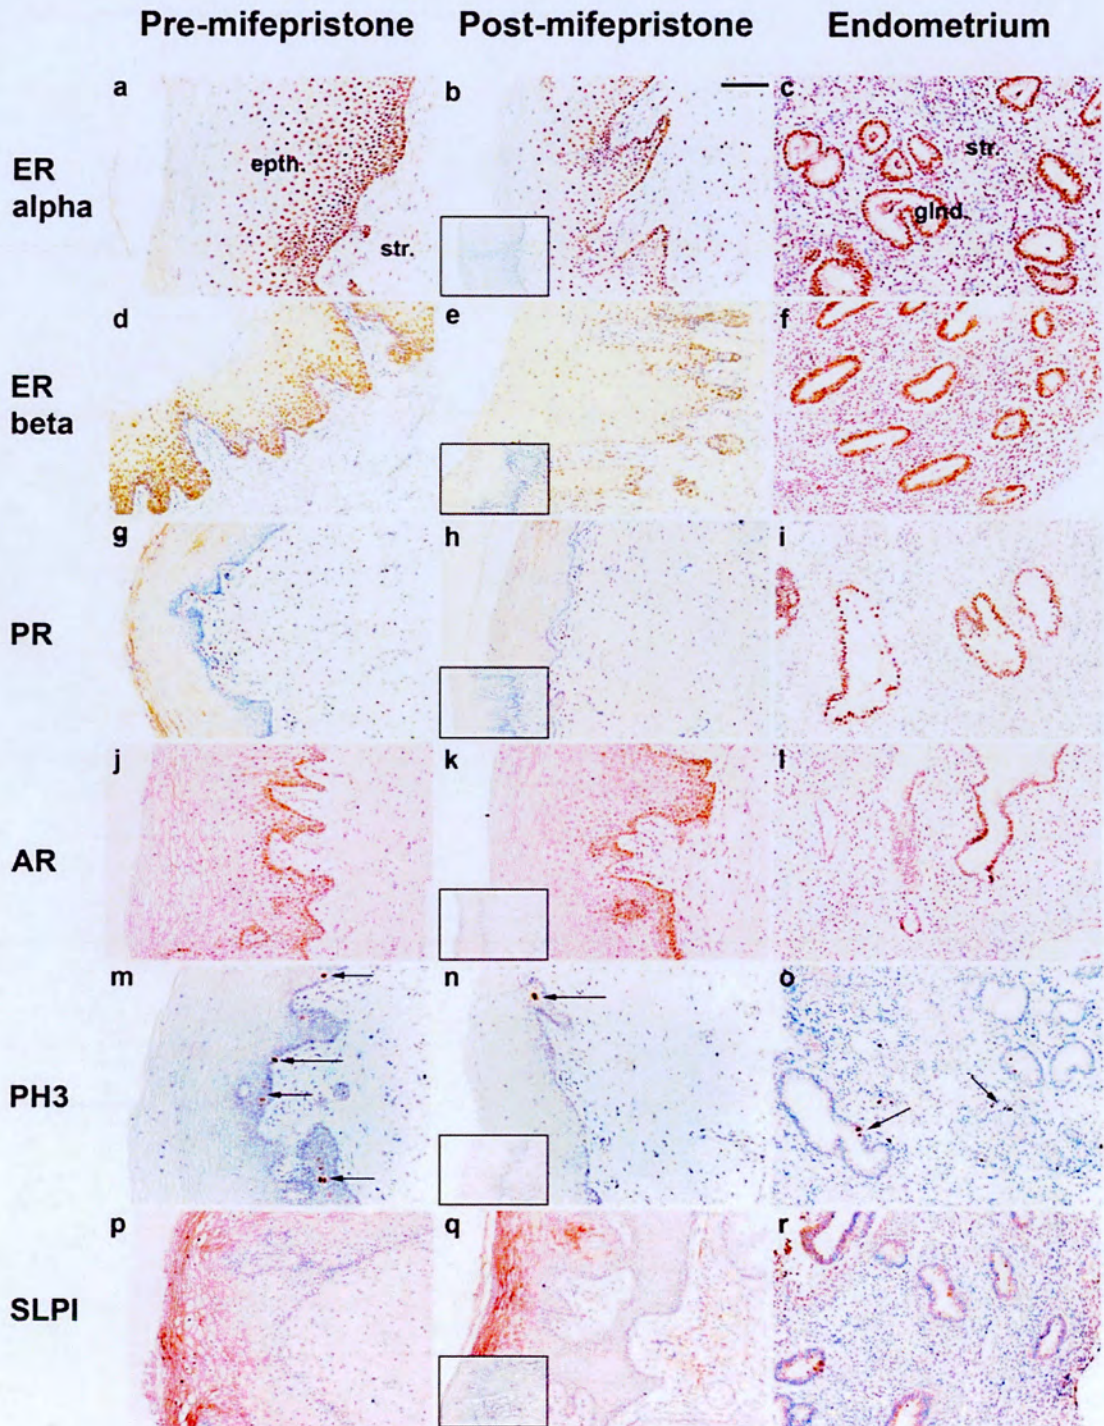 Pre-mifepristone Post-mifepristone Endometrium
a b c
ER alpha
epth. str. str. glnd.
d e f
ER beta
g h i
PR
j k l
AR
m n o
PH3
p q r
SLPI